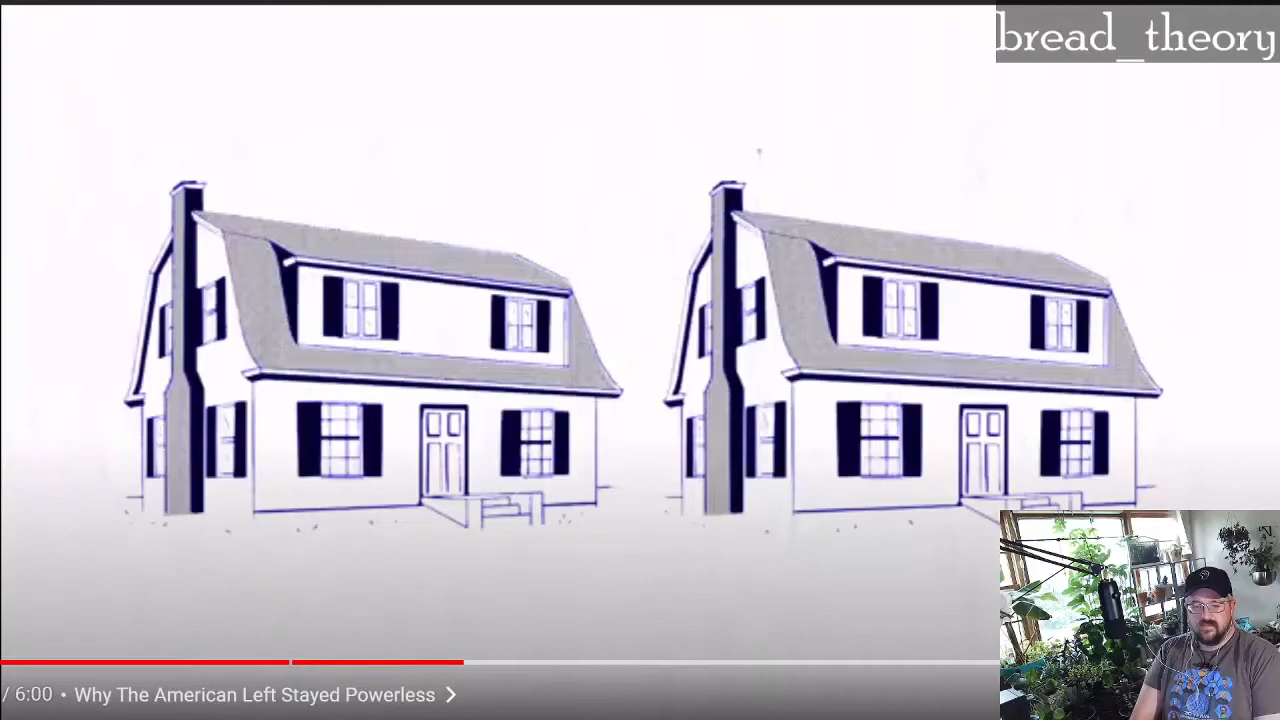 bread_theory
/ 6:00 • Why The American Left Stayed Powerless